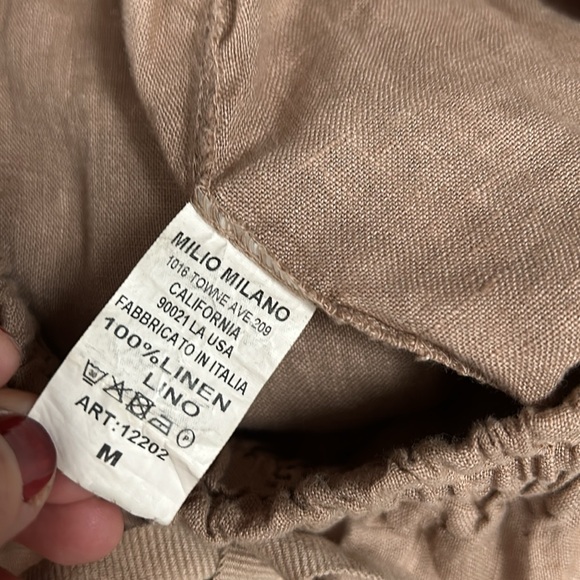 MILIO MILANO
1016 TOWNE AVE 209
CALIFORNIA
90021 LA USA
FABBRICATO IN ITALIA
100%LINEN
LINO
P
ART:12202
M